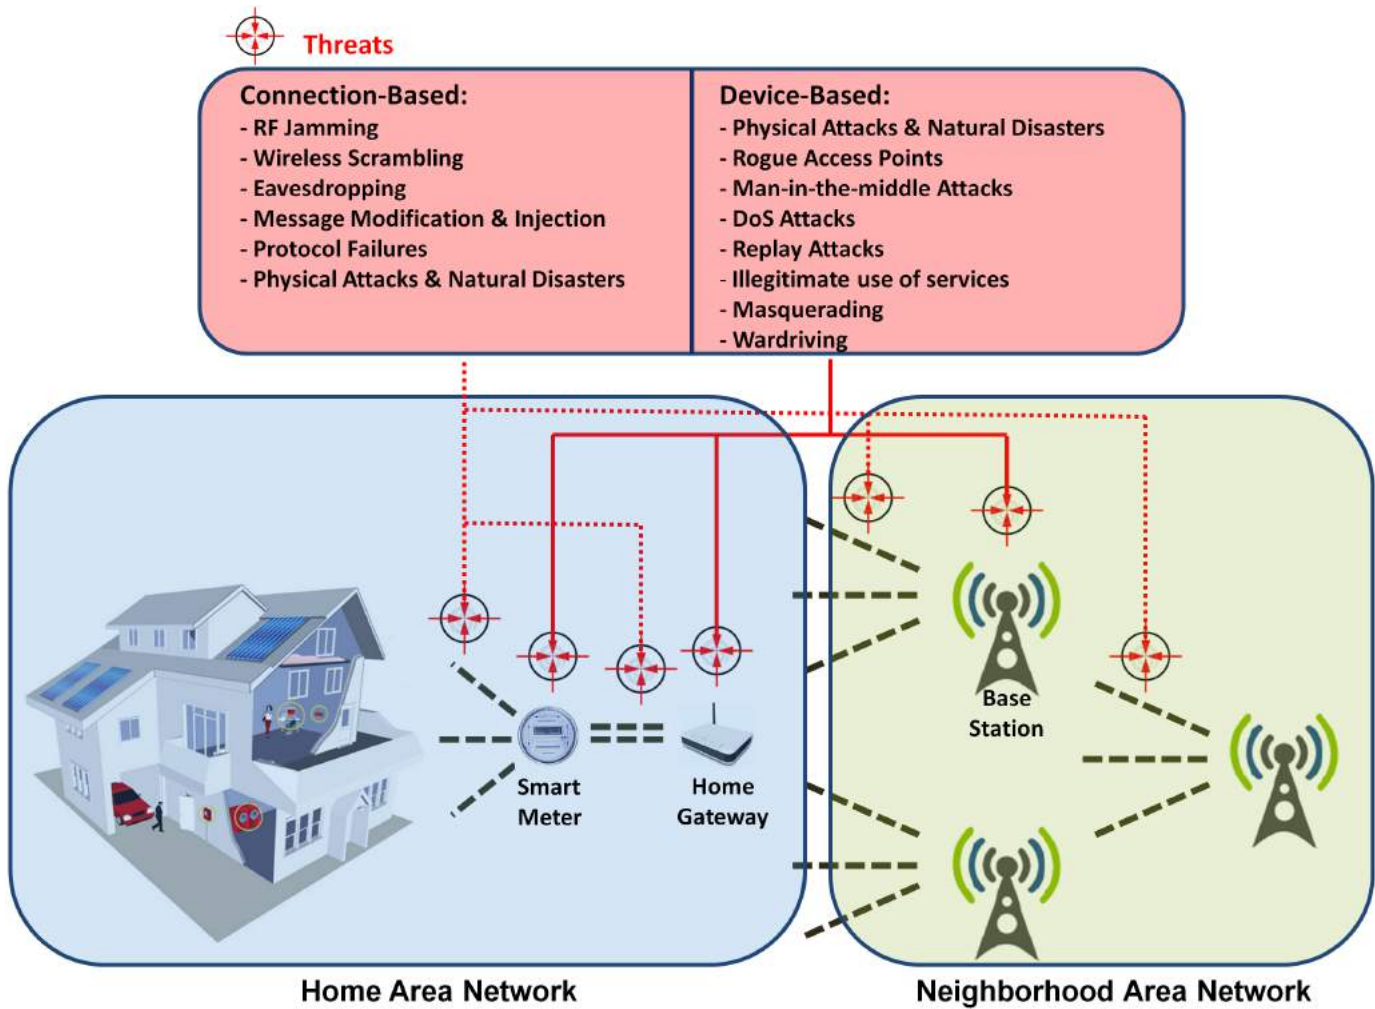 Threats
Connection-Based:
- RF Jamming
- Wireless Scrambling
- Eavesdropping
- Message Modification & Injection
- Protocol Failures
- Physical Attacks & Natural Disasters
Device-Based:
- Physical Attacks & Natural Disasters
- Rogue Access Points
- Man-in-the-middle Attacks
- DoS Attacks
- Replay Attacks
- Illegitimate use of services
- Masquerading
- Wardriving
Smart
Meter
Home
Gateway
Base
Station
Home Area Network
Neighborhood Area Network